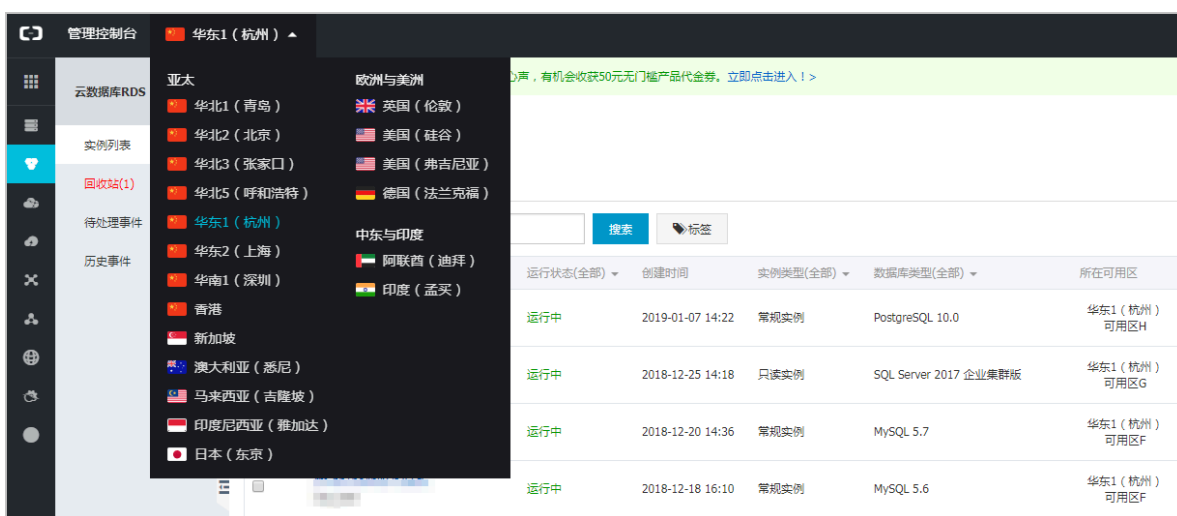 管理控制台
华东1 ( 杭州 )
心声，有机会收获50元无门槛产品代金券。立即点击进入！>
云数据库RDS
实例列表
回收站(1)
待处理事件
历史事件
亚太
华北1 ( 青岛 )
华北2 ( 北京 )
华北3 ( 张家口 )
华北5 ( 呼和浩特 )
华东1 ( 杭州 )
华东2 ( 上海 )
华南1 ( 深圳 )
香港
新加坡
澳大利亚 ( 悉尼 )
马来西亚 ( 吉隆坡 )
印度尼西亚 ( 雅加达 )
日本 ( 东京 )
欧洲与美洲
英国 ( 伦敦 )
美国 ( 硅谷 )
美国 ( 弗吉尼亚 )
德国 ( 法兰克福 )
中东与印度
阿联酋 ( 迪拜 )
印度 ( 孟买 )
搜索
标签
运行状态(全部) 创建时间 实例类型(全部) 数据库类型(全部) 所在可用区
运行中 2019-01-07 14:22 常规实例 PostgreSQL 10.0 华东1 ( 杭州 )
可用区H
运行中 2018-12-25 14:18 只读实例 SQL Server 2017 企业集群版 华东1 ( 杭州 )
可用区G
运行中 2018-12-20 14:36 常规实例 MySQL 5.7 华东1 ( 杭州 )
可用区F
运行中 2018-12-18 16:10 常规实例 MySQL 5.6 华东1 ( 杭州 )
可用区F